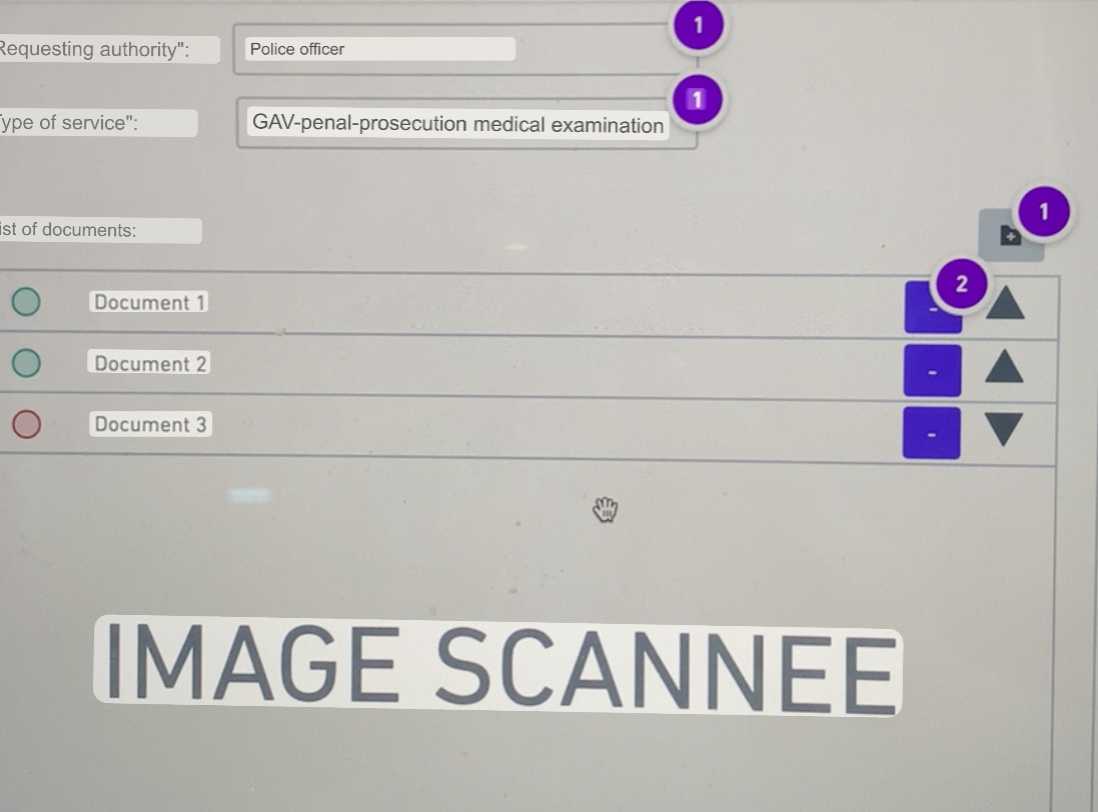 Requesting authority":
Police officer
1
ype of service":
GAV-penal-prosecution medical examination
1
ist of documents:
1
Document 1
-
2
Document 2
-
Document 3
-
IMAGE SCANNEE